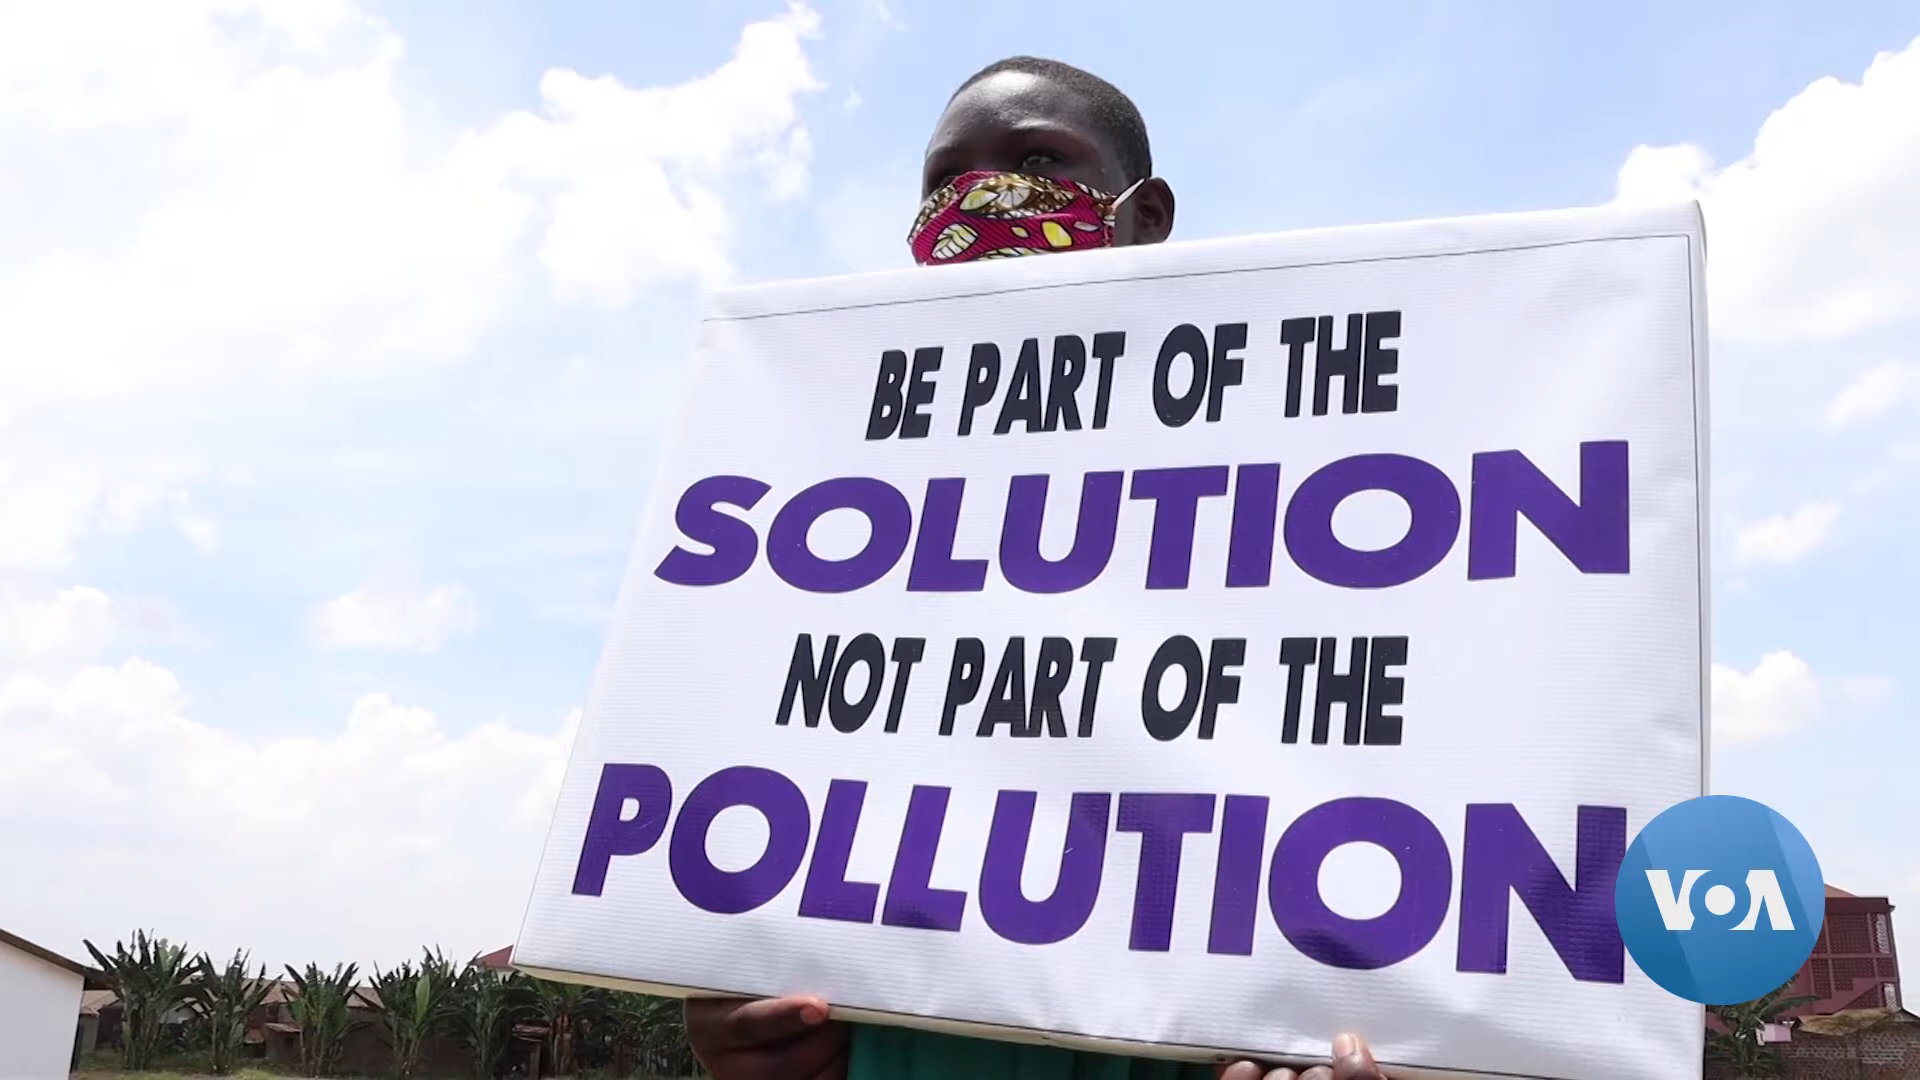 BE PART OF THE
SOLUTION
NOT PART OF THE
POLLUTION
VOA